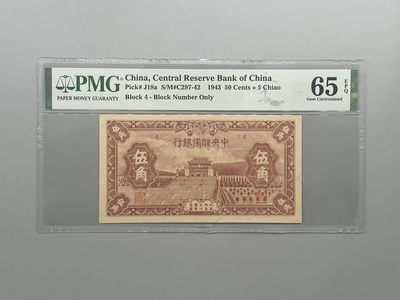 PMG
PAPER MONEY GUARANTY
China, Central Reserve Bank of China
Pick# J18a S/M#C297-42 1943 50 Cents = 5 Chiao
Block 4 - Block Number Only
65 EPQ
Gem Uncirculated
行銀備儲央中
伍角
伍角